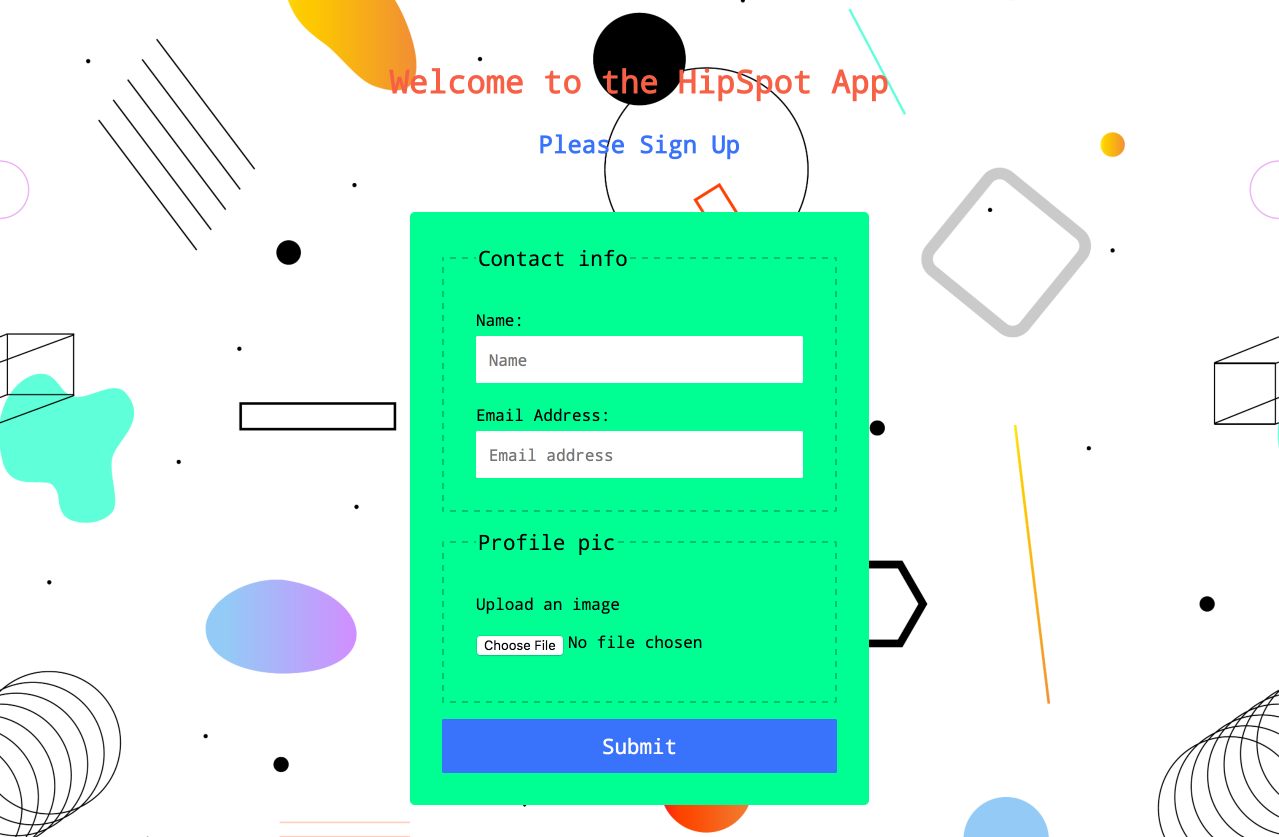 Welcome to the HipSpot App
Please Sign Up
Contact info
Name:
Name
Email Address:
Email address
Profile pic
Upload an image
Choose File No file chosen
Submit